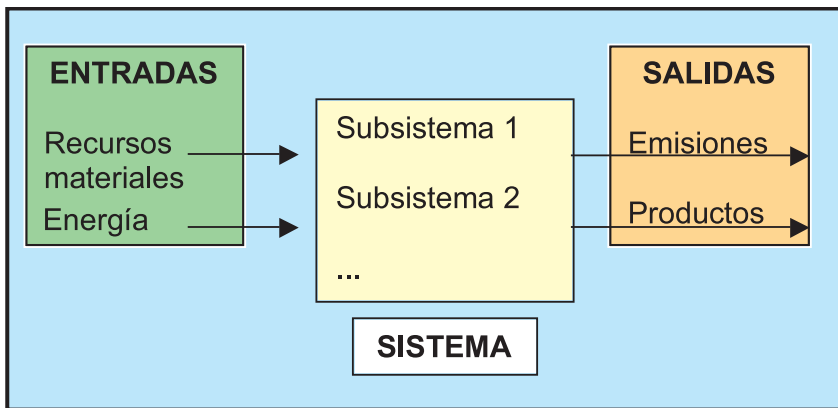 ENTRADAS
Recursos
materiales
Energía
Subsistema 1
Subsistema 2
...
SALIDAS
Emisiones
Productos
SISTEMA